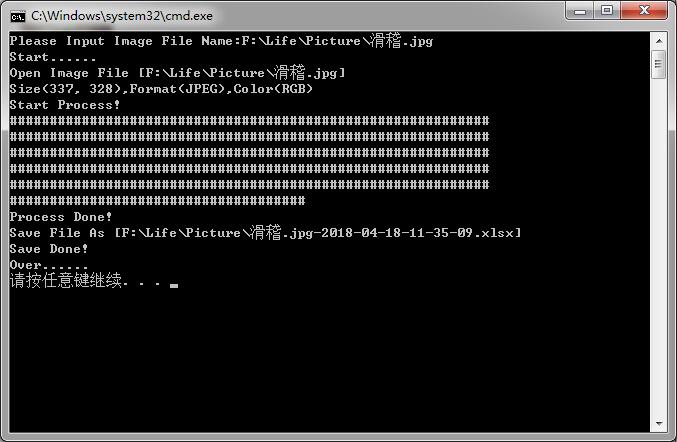 C:\Windows\system32\cmd.exe
Please Input Image File Name:F:\Life\Picture\滑稽.jpg
Start......
Open Image File [F:\Life\Picture\滑稽.jpg]
Size(337, 328),Format(JPEG),Color(RGB)
Start Process!
############################################################
############################################################
############################################################
############################################################
############################################################
#####################################
Process Done!
Save File As [F:\Life\Picture\滑稽.jpg-2018-04-18-11-35-09.xlsx]
Save Done!
Over......
请按任意键继续. . .